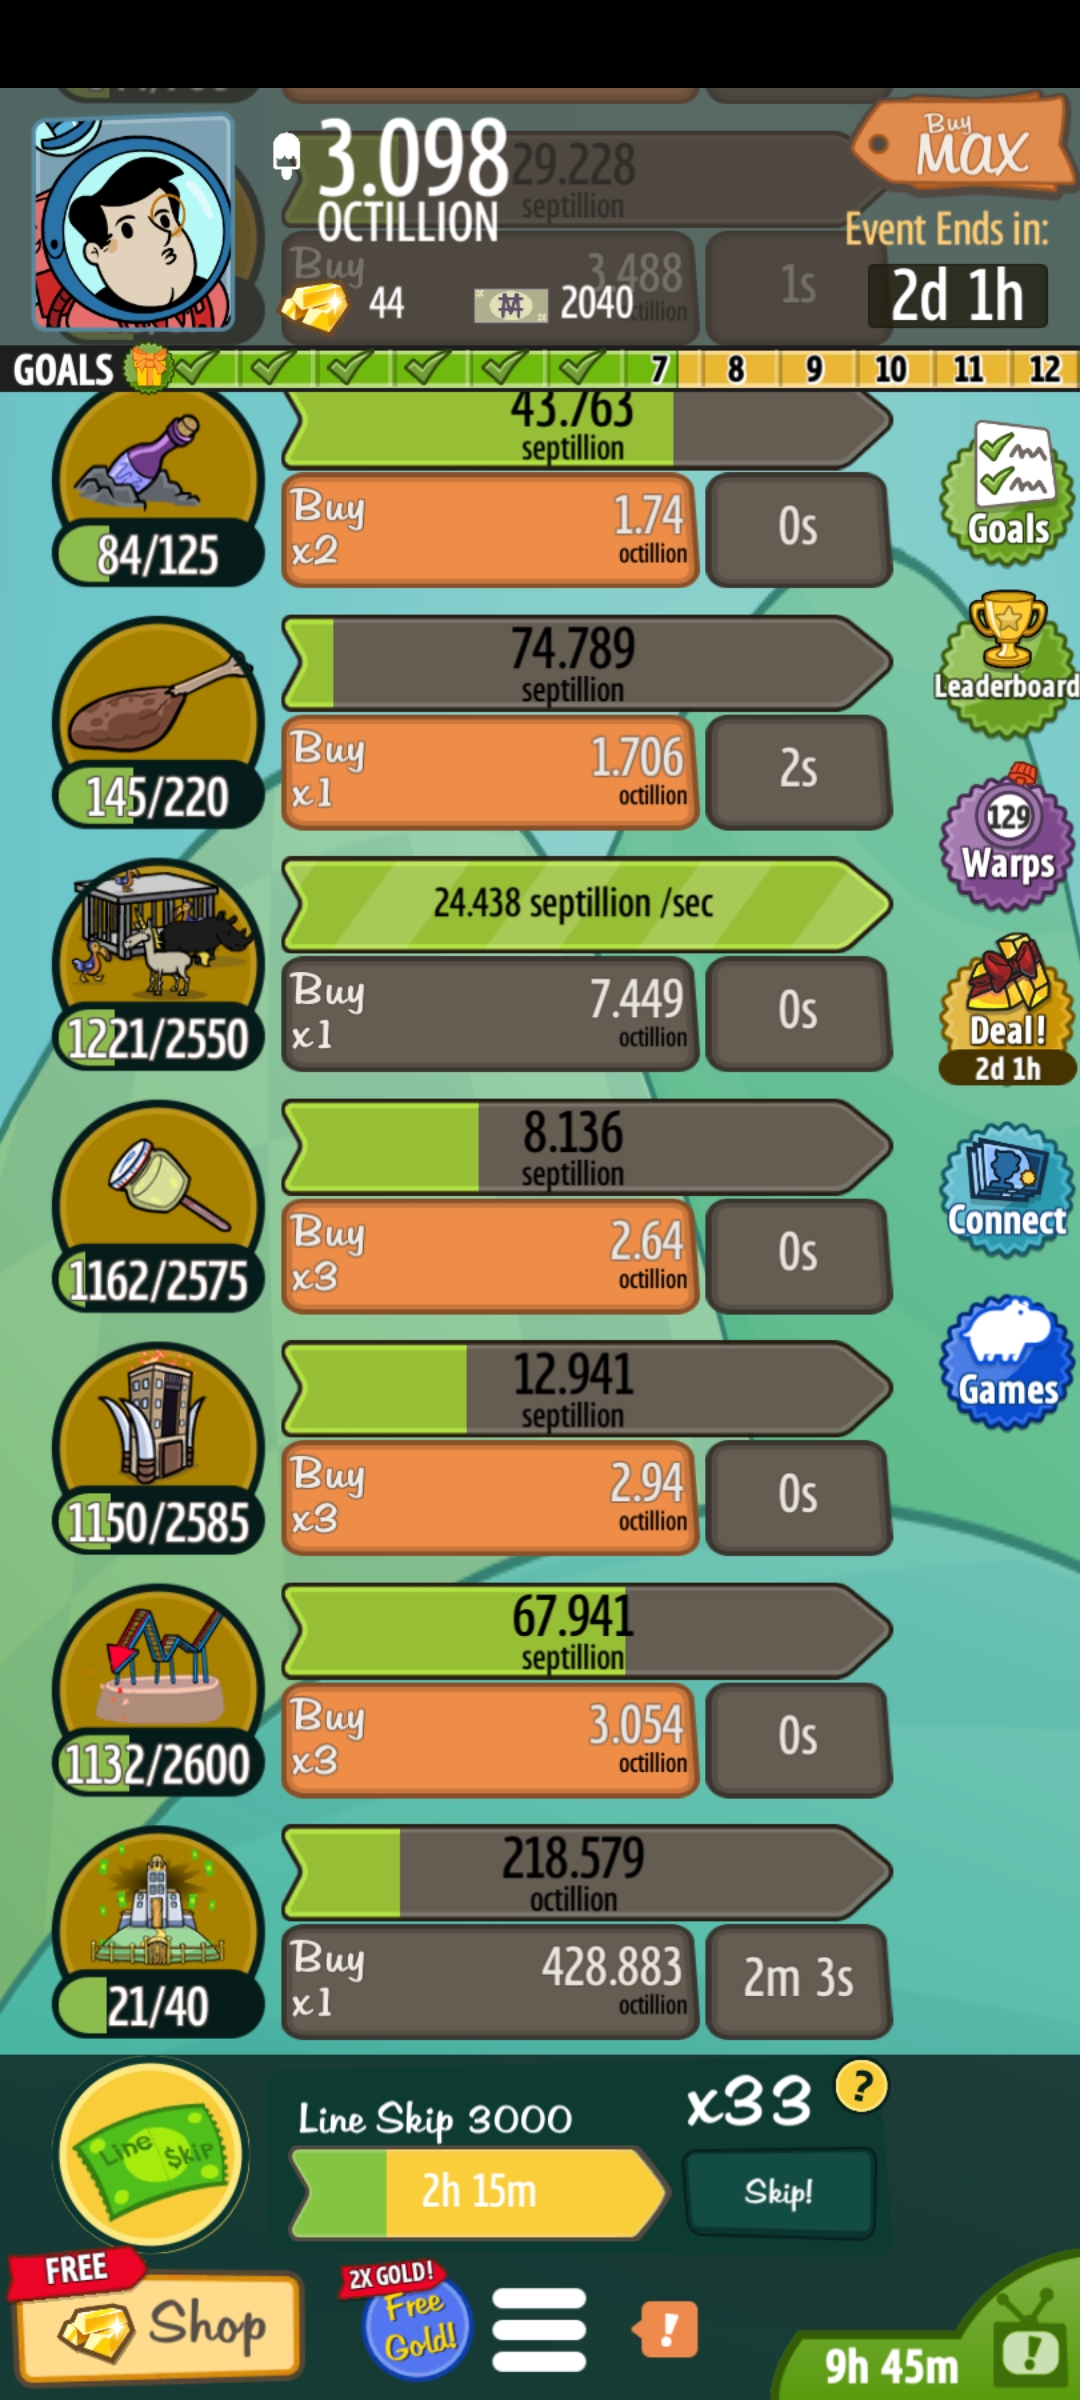 3.098
OCTILLION
29.228
septillion
Buy
MAX
Event Ends in:
2d 1h
Buy
3.488
1s
44
2040
GOALS
7 8 9 10 11 12
43.763
septillion
Buy
x2
1.74
octillion
0s
84/125
Goals
74.789
septillion
Buy
x1
1.706
octillion
2s
145/220
Leaderboard
129
Warps
24.438 septillion /sec
Buy
x1
7.449
octillion
0s
1221/2550
Deal!
2d 1h
8.136
septillion
Buy
x3
2.64
octillion
0s
1162/2575
Connect
12.941
septillion
Buy
x3
2.94
octillion
0s
1150/2585
Games
67.941
septillion
Buy
x3
3.054
octillion
0s
1132/2600
218.579
octillion
Buy
x1
428.883
octillion
2m 3s
21/40
Line $kip
Line Skip 3000
x33
?
2h 15m
Skip!
FREE
Shop
2X GOLD!
Free
Gold!
!
9h 45m
!